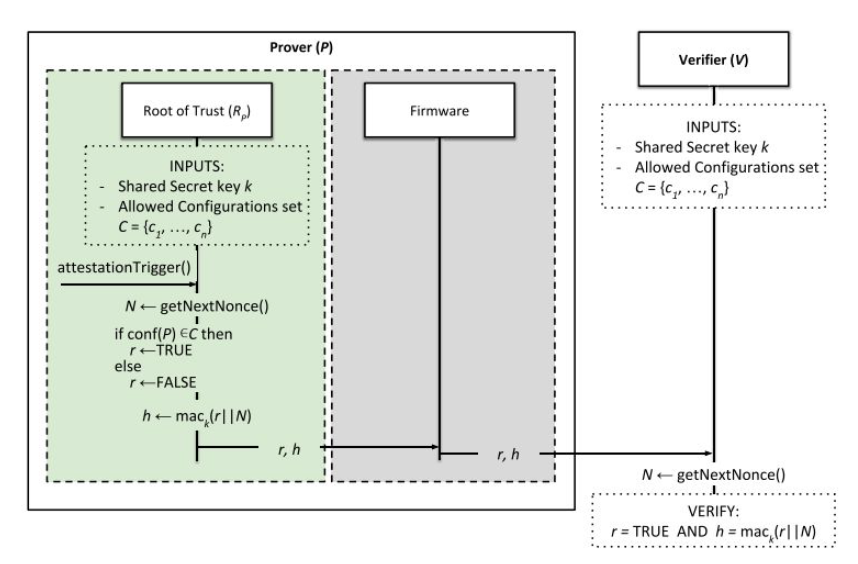 Prover (P)
Root of Trust (Rₚ)
INPUTS:
- Shared Secret key k
- Allowed Configurations set
C = {c₁, …, cₙ}
attestationTrigger()
N ← getNextNonce()
if conf(P) ∈C then
r ←TRUE
else
r ←FALSE
h ← macₖ(r||N)
r, h
Firmware
r, h
Verifier (V)
INPUTS:
- Shared Secret key k
- Allowed Configurations set
C = {c₁, …, cₙ}
N ← getNextNonce()
VERIFY:
r = TRUE AND h = macₖ(r||N)